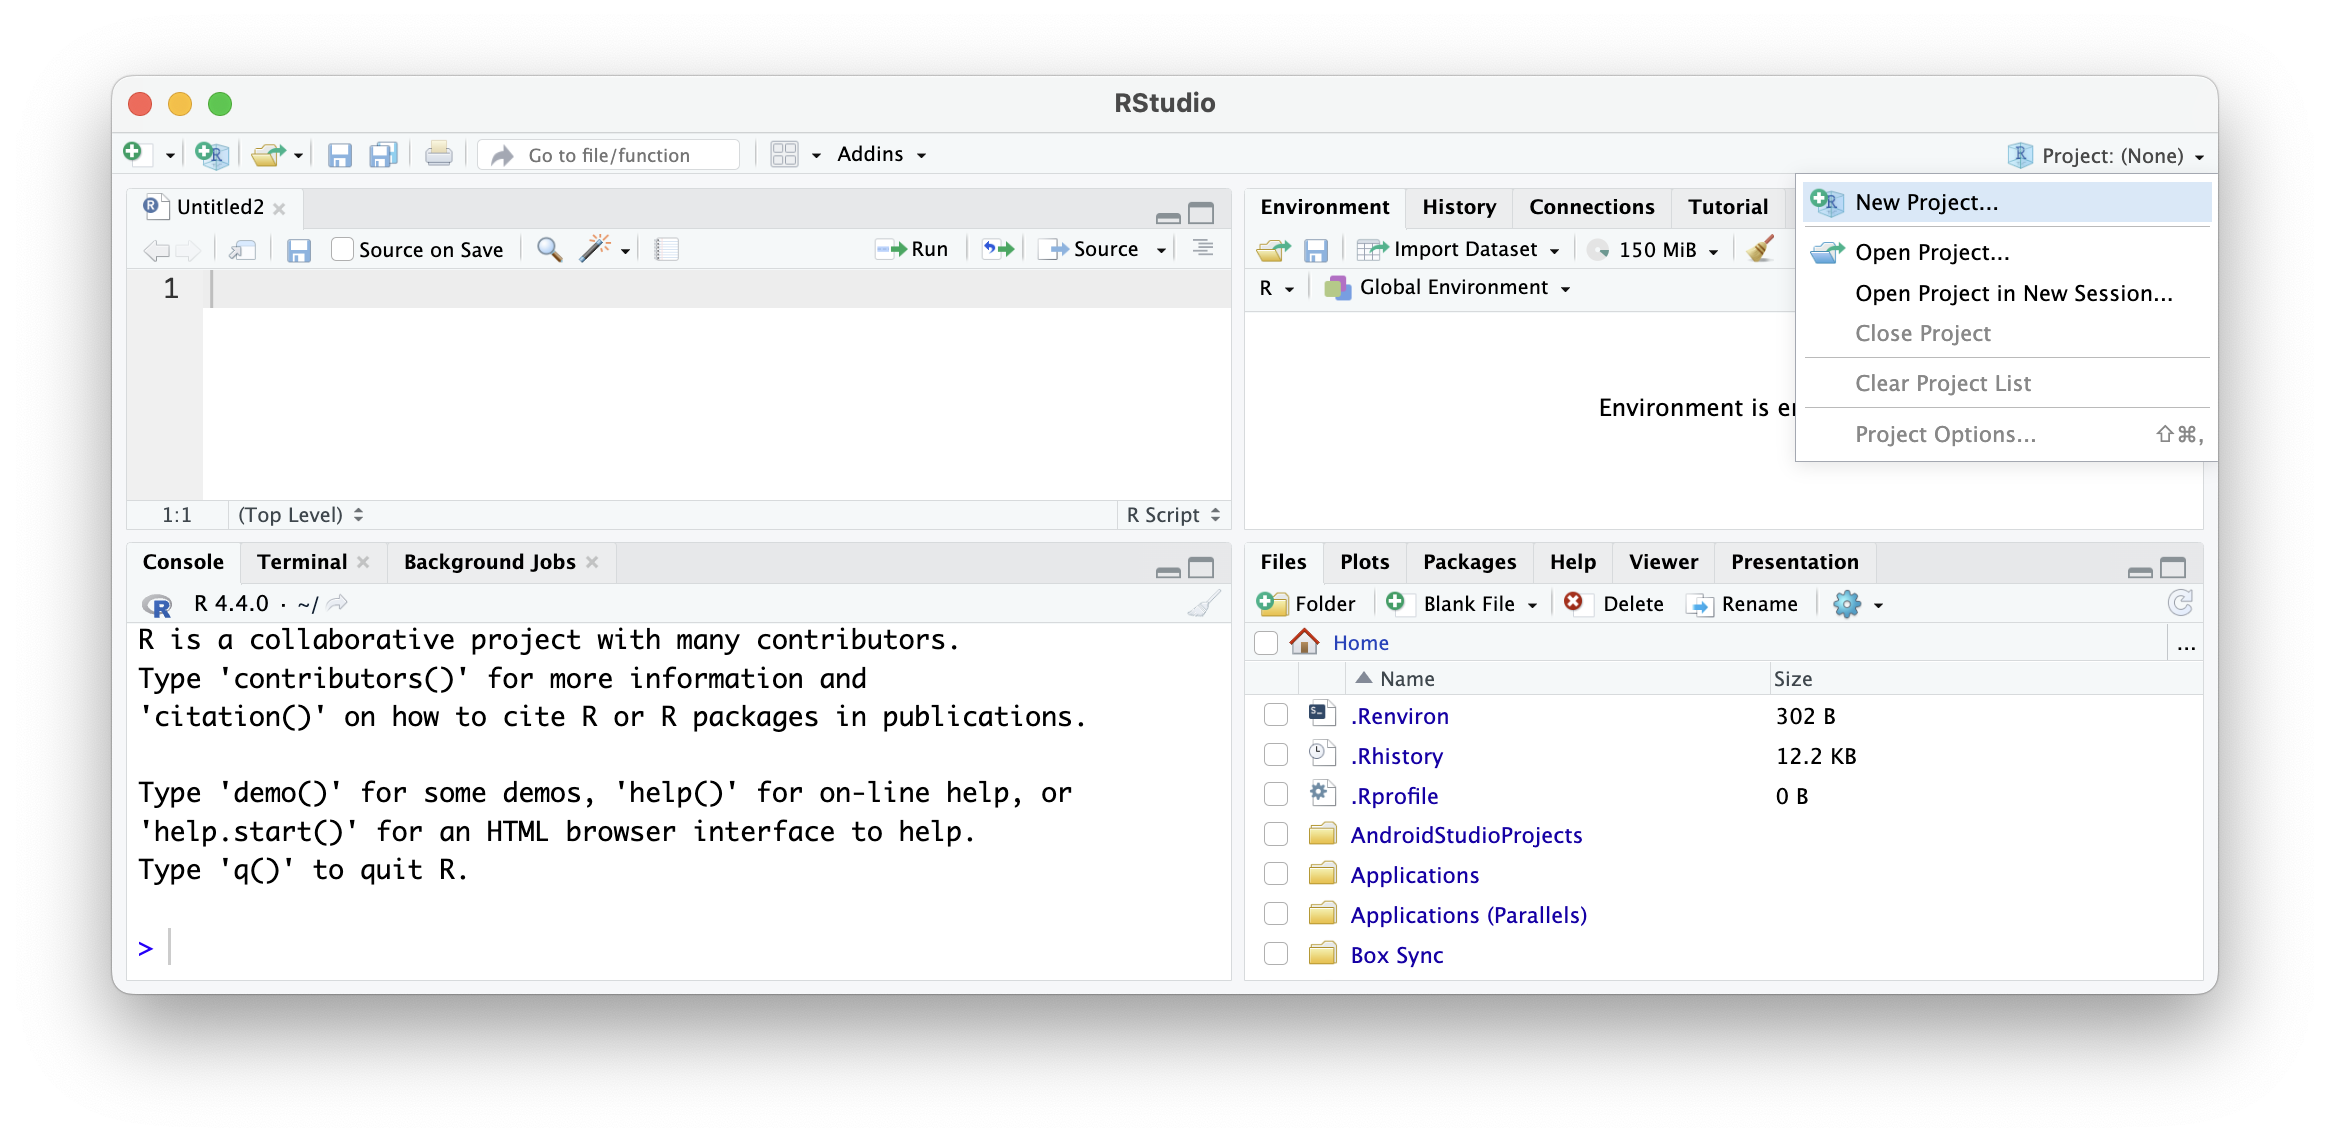 RStudio
Go to file/function
Addins
Project: (None)
New Project...
Open Project...
Open Project in New Session...
Close Project
Clear Project List
Project Options... ⇧⌘,
Untitled2
Source on Save
Run
Source
1
1:1
(Top Level)
R Script
Environment History Connections Tutorial
Import Dataset
150 MiB
R
Global Environment
Environment is
Console Terminal Background Jobs
R 4.4.0 · ~/
R is a collaborative project with many contributors.
Type 'contributors()' for more information and
'citation()' on how to cite R or R packages in publications.
Type 'demo()' for some demos, 'help()' for on-line help, or
'help.start()' for an HTML browser interface to help.
Type 'q()' to quit R.
>
Files Plots Packages Help Viewer Presentation
Folder Blank File Delete Rename
Home
...
Name Size
.Renviron 302 B
.Rhistory 12.2 KB
.Rprofile 0 B
AndroidStudioProjects
Applications
Applications (Parallels)
Box Sync